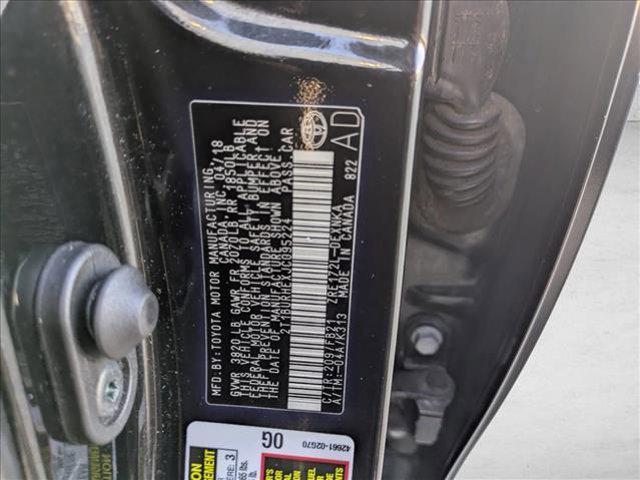 MFD.BY:TOYOTA MOTOR MANUFACTURING
CANADA, INC. 04/18
GVWR 3820 LB GAWR FR 2020 LB RR 1850LB
THIS VEHICLE CONFORMS TO ALL APPLICABLE
FEDERAL MOTOR VEHICLE SAFETY, BUMPER, AND
THEFT PREVENTION STANDARDS IN EFFECT ON
THE DATE OF MANUFACTURE SHOWN ABOVE.
PASS.CAR
C/TR:209/FB21 ZRE172L-DEXNKA
A/TM:-04A/K313 MADE IN CANADA 822
AD
0G
42661-02G70